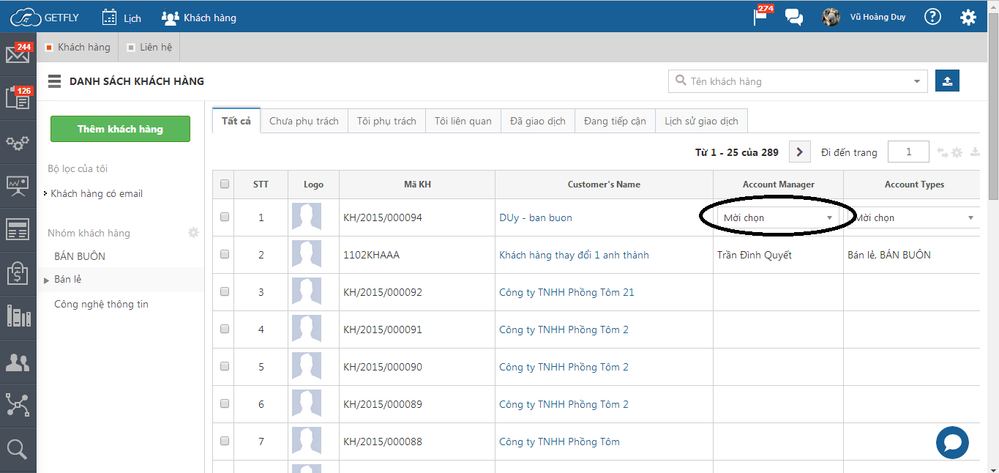 GETFLY Lịch Khách hàng 274 Vũ Hoàng Duy ?
244 Khách hàng Liên hệ
DANH SÁCH KHÁCH HÀNG Tên khách hàng
126
Thêm khách hàng
Bộ lọc của tôi
Khách hàng có email
Nhóm khách hàng
BÁN BUÔN
Bán lẻ
Công nghệ thông tin
Tất cả Chưa phụ trách Tôi phụ trách Tôi liên quan Đã giao dịch Đang tiếp cận Lịch sử giao dịch
Từ 1 - 25 của 289 Đi đến trang 1
STT Logo Mã KH Customer's Name Account Manager Account Types
1 KH/2015/000094 DUy - ban buon Mời chọn Mời chọn
2 1102KHAAA Khách hàng thay đổi 1 anh thành Trần Đình Quyết Bán lẻ, BÁN BUÔN
3 KH/2015/000092 Công ty TNHH Phồng Tôm 21
4 KH/2015/000091 Công ty TNHH Phồng Tôm 2
5 KH/2015/000090 Công ty TNHH Phồng Tôm 2
6 KH/2015/000089 Công ty TNHH Phồng Tôm 2
7 KH/2015/000088 Công ty TNHH Phồng Tôm